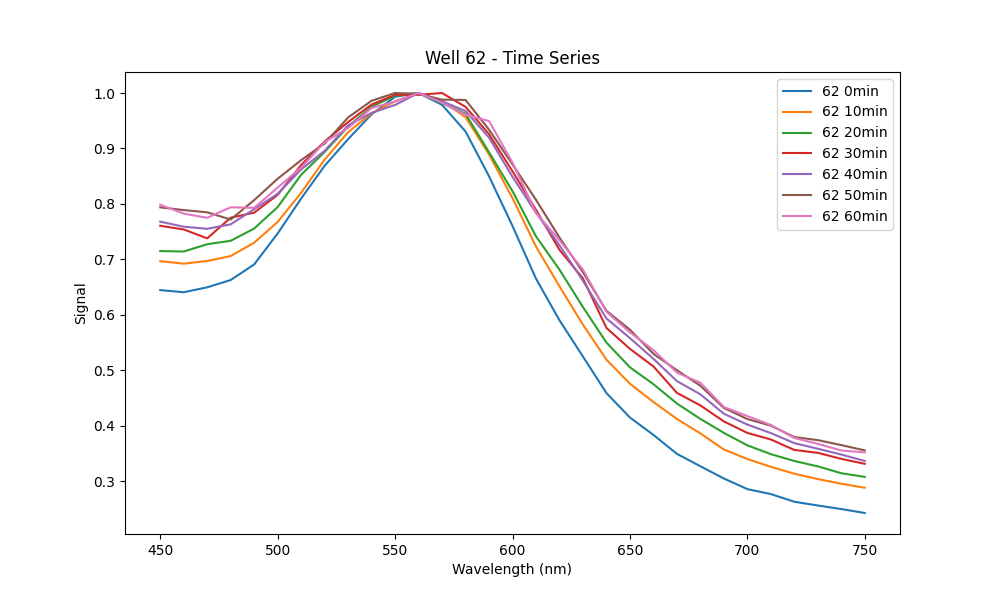 Well 62 - Time Series
Signal
1.0
0.9
0.8
0.7
0.6
0.5
0.4
0.3
62 0min
62 10min
62 20min
62 30min
62 40min
62 50min
62 60min
450 500 550 600 650 700 750
Wavelength (nm)